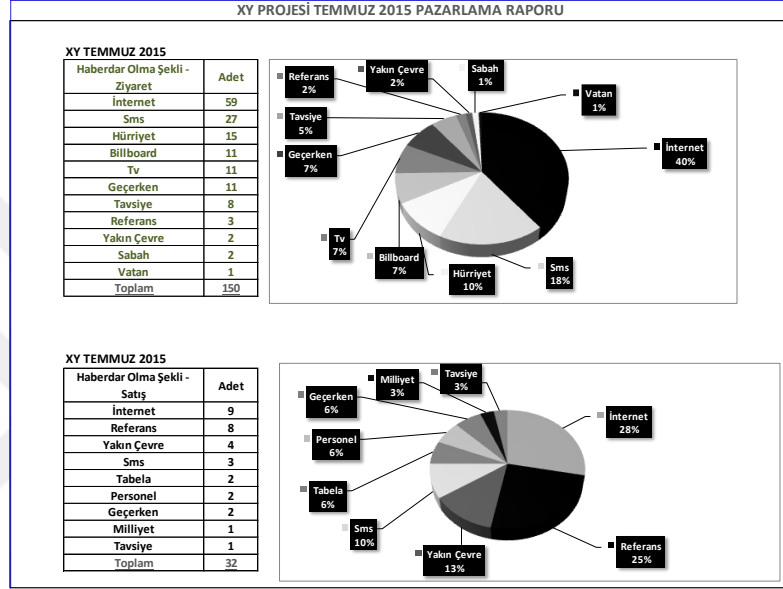 XY PROJESİ TEMMUZ 2015 PAZARLAMA RAPORU
XY TEMMUZ 2015
Haberdar Olma Şekli -
Ziyaret
Adet
İnternet 59
Sms 27
Hürriyet 15
Billboard 11
Tv 11
Geçerken 11
Tavsiye 8
Referans 3
Yakın Çevre 2
Sabah 2
Vatan 1
Toplam 150
Referans
2%
Yakın Çevre
2%
Sabah
1%
Vatan
1%
Tavsiye
5%
İnternet
40%
Geçerken
7%
Tv
7%
Billboard
7%
Hürriyet
10%
Sms
18%
XY TEMMUZ 2015
Haberdar Olma Şekli -
Satış
Adet
İnternet 9
Referans 8
Yakın Çevre 4
Sms 3
Tabela 2
Personel 2
Geçerken 2
Milliyet 1
Tavsiye 1
Toplam 32
Milliyet
3%
Tavsiye
3%
Geçerken
6%
İnternet
28%
Personel
6%
Tabela
6%
Sms
10%
Yakın Çevre
13%
Referans
25%